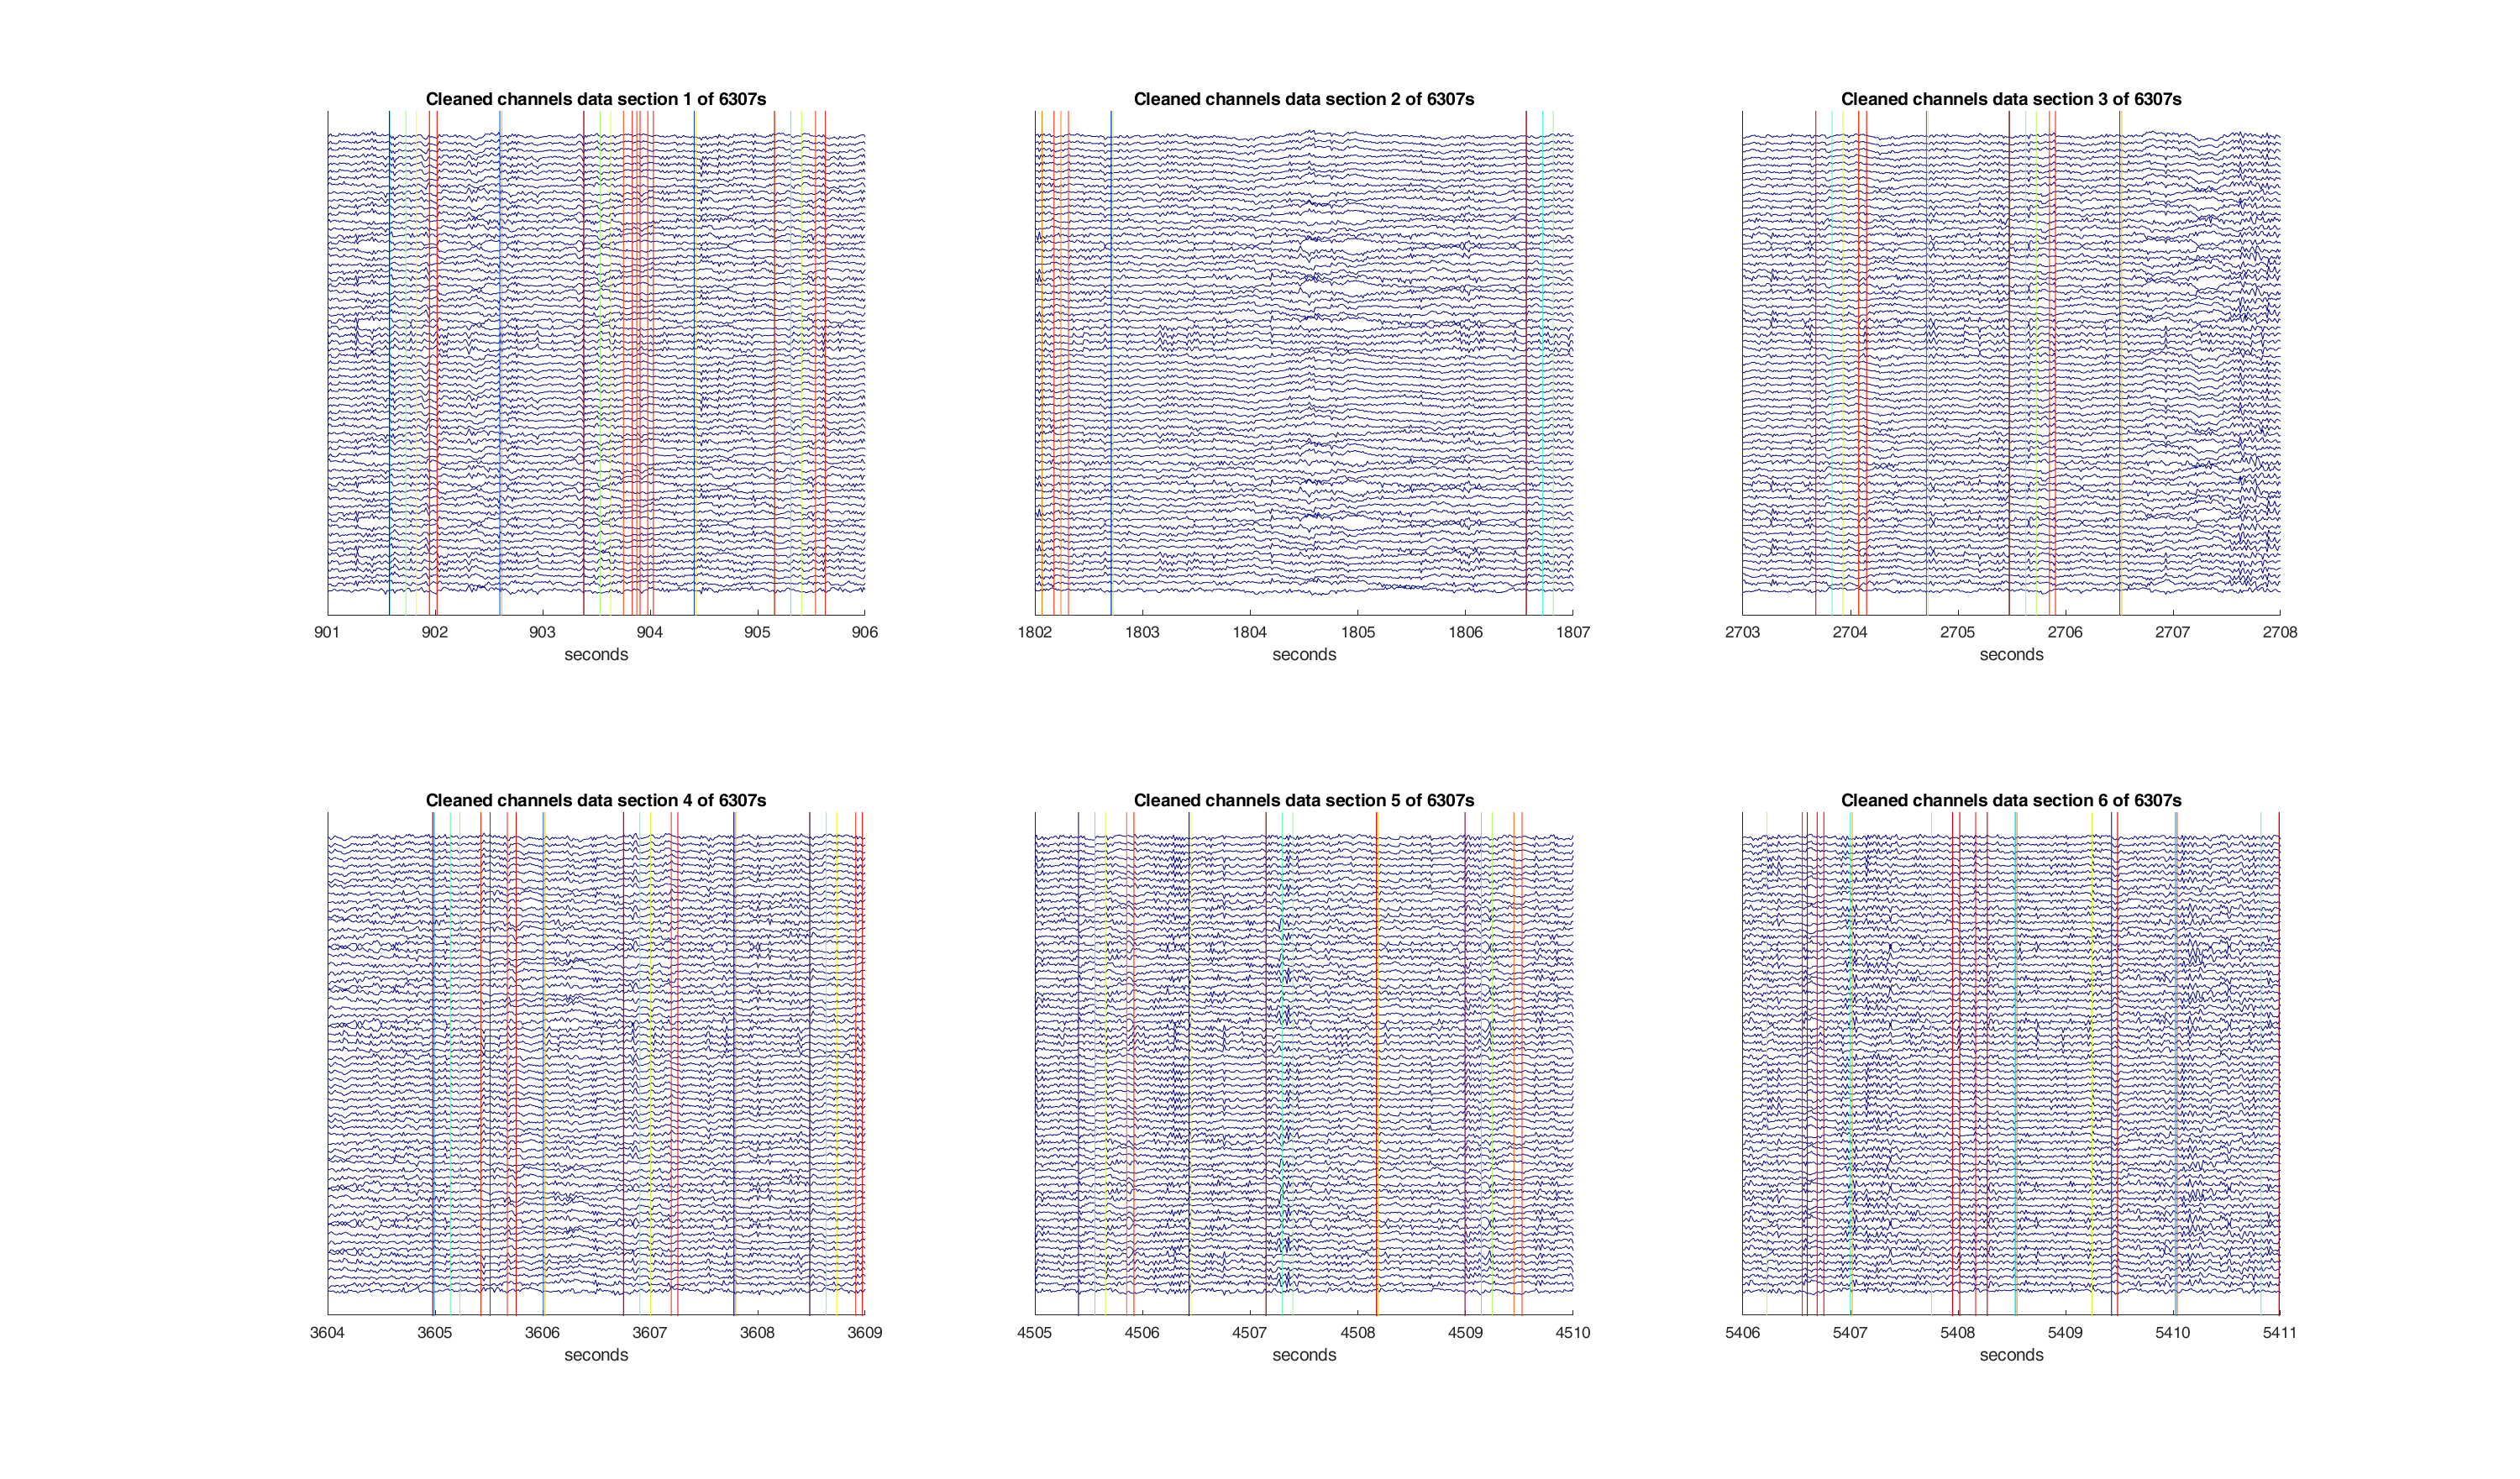 Cleaned channels data section 1 of 6307s
901 902 903 904 905 906
seconds
Cleaned channels data section 2 of 6307s
1802 1803 1804 1805 1806 1807
seconds
Cleaned channels data section 3 of 6307s
2703 2704 2705 2706 2707 2708
seconds
Cleaned channels data section 4 of 6307s
3604 3605 3606 3607 3608 3609
seconds
Cleaned channels data section 5 of 6307s
4505 4506 4507 4508 4509 4510
seconds
Cleaned channels data section 6 of 6307s
5406 5407 5408 5409 5410 5411
seconds